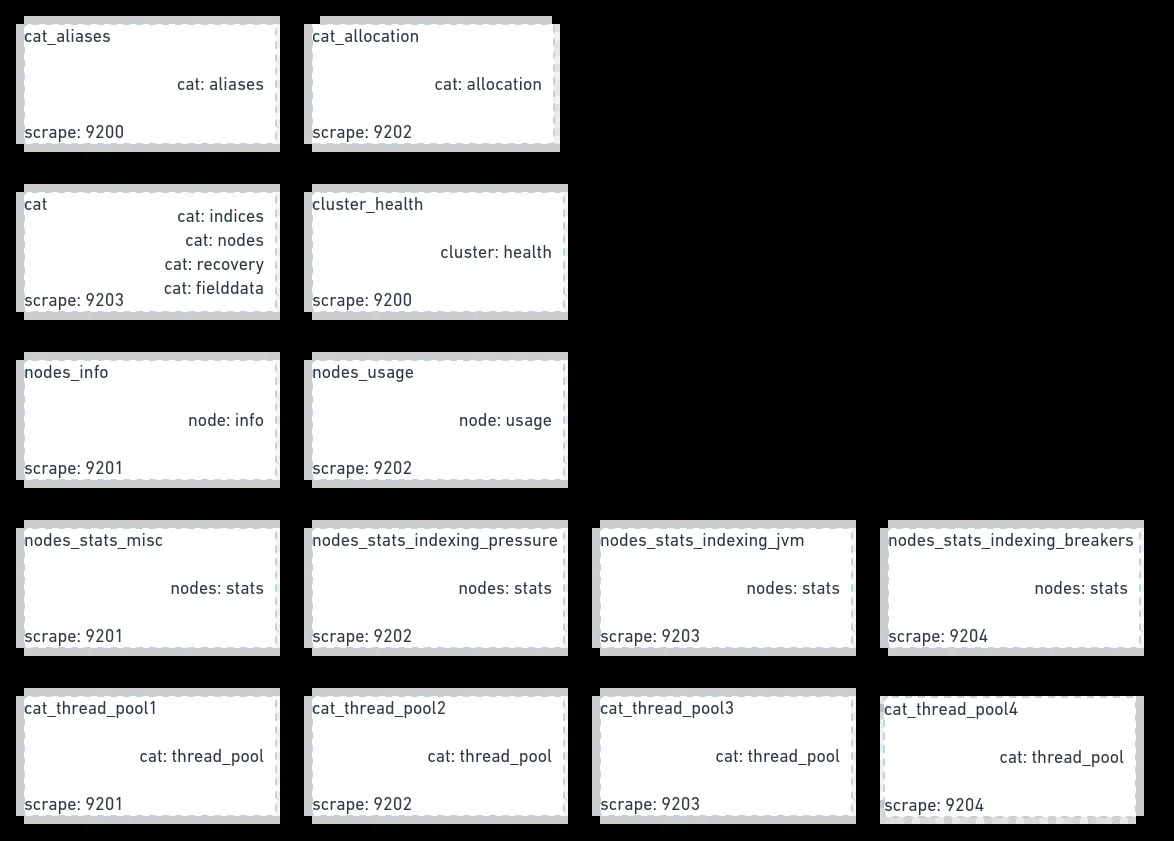 cat_aliases
cat: aliases
scrape: 9200
cat_allocation
cat: allocation
scrape: 9202
cat
cat: indices
cat: nodes
cat: recovery
cat: fielddata
scrape: 9203
cluster_health
cluster: health
scrape: 9200
nodes_info
node: info
scrape: 9201
nodes_usage
node: usage
scrape: 9202
nodes_stats_misc
nodes: stats
scrape: 9201
nodes_stats_indexing_pressure
nodes: stats
scrape: 9202
nodes_stats_indexing_jvm
nodes: stats
scrape: 9203
nodes_stats_indexing_breakers
nodes: stats
scrape: 9204
cat_thread_pool1
cat: thread_pool
scrape: 9201
cat_thread_pool2
cat: thread_pool
scrape: 9202
cat_thread_pool3
cat: thread_pool
scrape: 9203
cat_thread_pool4
cat: thread_pool
scrape: 9204